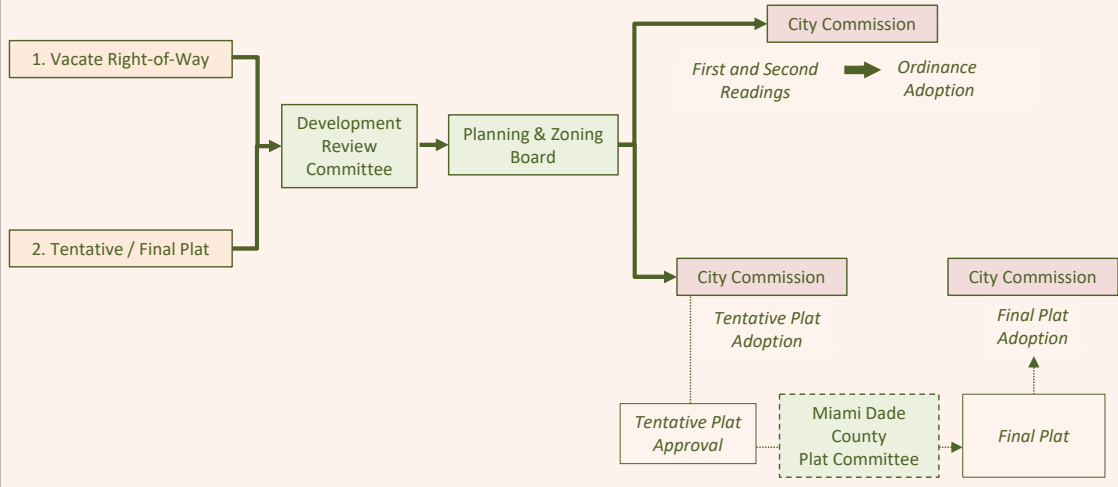 1. Vacate Right-of-Way
2. Tentative / Final Plat
Development
Review
Committee
Planning & Zoning
Board
City Commission
First and Second
Readings
Ordinance
Adoption
City Commission
Tentative Plat
Adoption
Tentative Plat
Approval
Miami Dade
County
Plat Committee
Final Plat
City Commission
Final Plat
Adoption